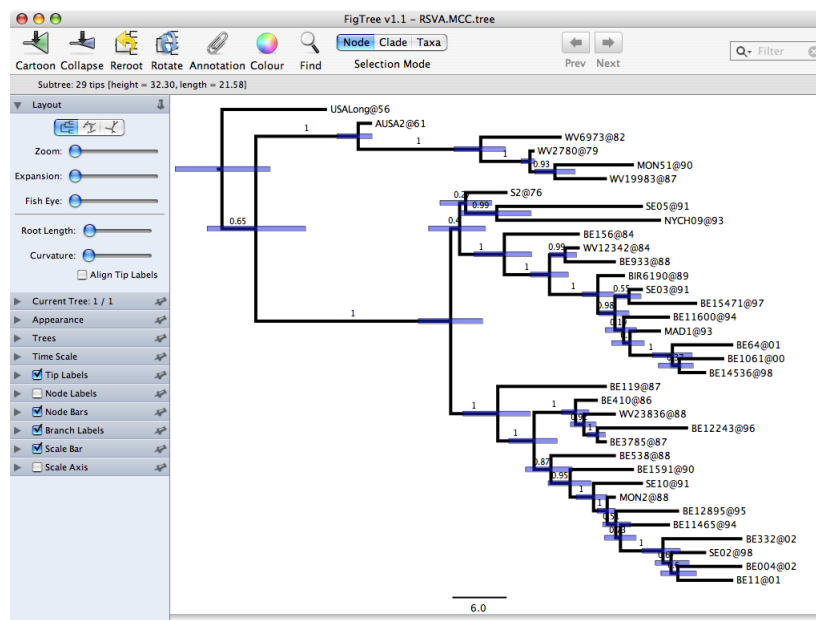 FigTree v1.1 – RSVA.MCC.tree
Node Clade Taxa
Filter
Cartoon Collapse Reroot Rotate Annotation Colour Find Selection Mode Prev Next
Subtree: 29 tips [height = 32.30, length = 21.58]
Layout
Zoom:
Expansion:
Fish Eye:
Root Length:
Curvature:
Align Tip Labels
Current Tree: 1 / 1
Appearance
Trees
Time Scale
Tip Labels
Node Labels
Node Bars
Branch Labels
Scale Bar
Scale Axis
USALong@56
AUSA2@61
1
WV6973@82
1
WV2780@79
1
0.93
MON51@90
WV19983@87
S2@76
SE05@91
0.99
NYCH09@93
0.65
BE156@84
1
WV12342@84
0.99
BE933@88
1
BIR6190@89
1
SE03@91
0.55
BE15471@97
0.98
BE11600@94
MAD1@93
BE64@01
1
BE1061@00
BE14536@98
1
BE119@87
1
BE410@86
1
WV23836@88
BE12243@96
1
BE3785@87
1
BE538@88
0.87
BE1591@90
0.95
SE10@91
1
MON2@88
1
BE12895@95
BE11465@94
BE332@02
1
SE02@98
BE004@02
BE11@01
6.0